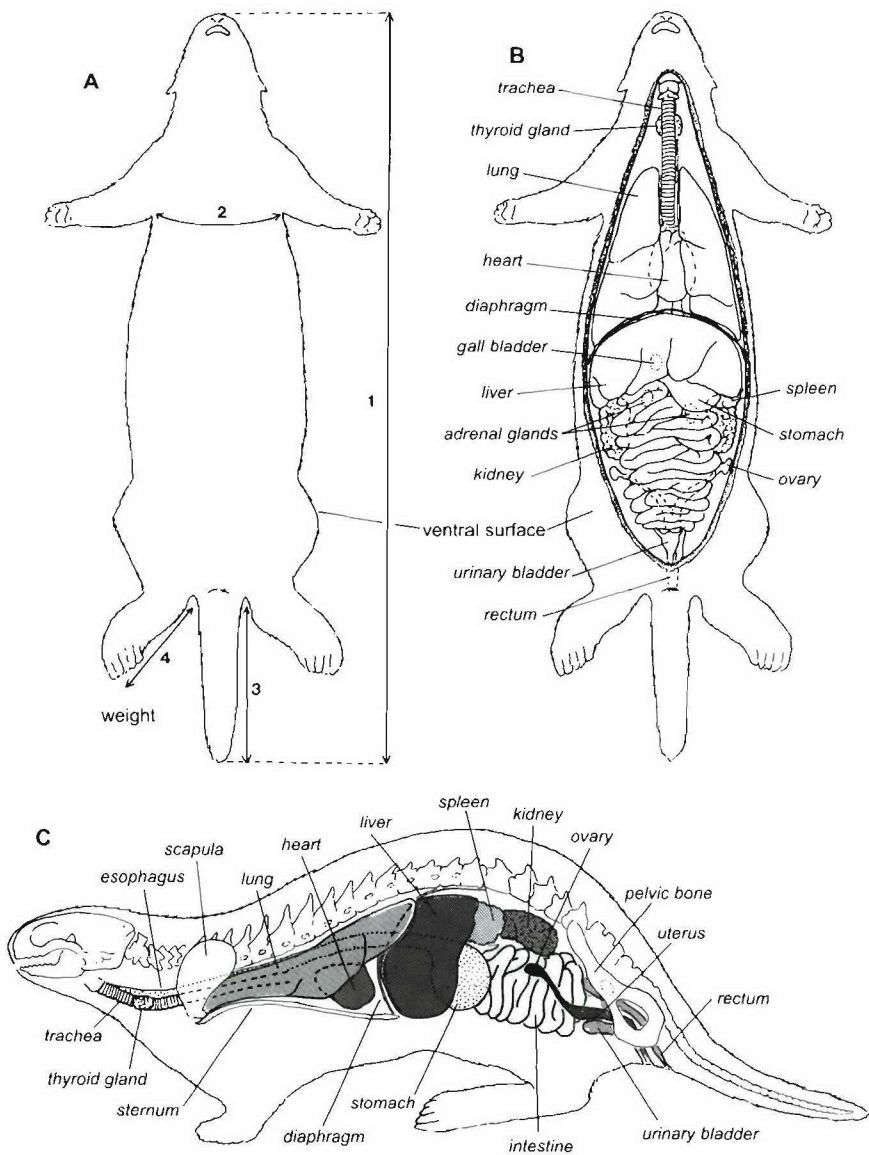 A
2
1
4
3
weight
B
trachea
thyroid gland
lung
heart
diaphragm
gall bladder
liver
adrenal glands
kidney
ventral surface
urinary bladder
rectum
spleen
stomach
ovary
C
esophagus
scapula
lung
heart
liver
spleen
kidney
ovary
pelvic bone
uterus
rectum
trachea
thyroid gland
sternum
diaphragm
stomach
intestine
urinary bladder